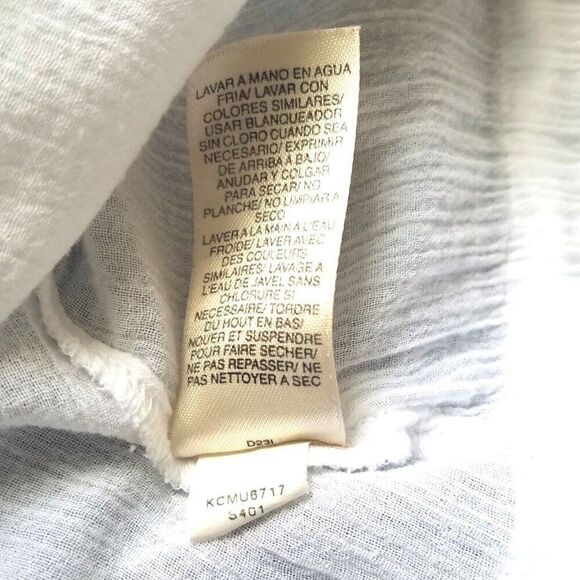 LAVAR A MANO EN AGUA
FRIA/ LAVAR CON
COLORES SIMILARES/
USAR BLANQUEADOR
SIN CLORO CUANDO SEA
NECESARIO/ EXPRIMIR
DE ARRIBA A BAJO/
ANUDAR Y COLGAR
PARA SECAR/ NO
PLANCHE/ NO LIMPIAR A
SECO
LAVER A LA MAIN A L'EAU
FROIDE/ LAVER AVEC
DES COULEURS
SIMILAIRES/ LAVAGE A
L'EAU DE JAVEL SANS
CHLORURE SI
NECESSAIRE/ TORDRE
DU HOUT EN BAS/
NOUER ET SUSPENDRE
POUR FAIRE SECHER/
NE PAS REPASSER/ NE
PAS NETTOYER A SEC
D23I
KCMU6717
S401